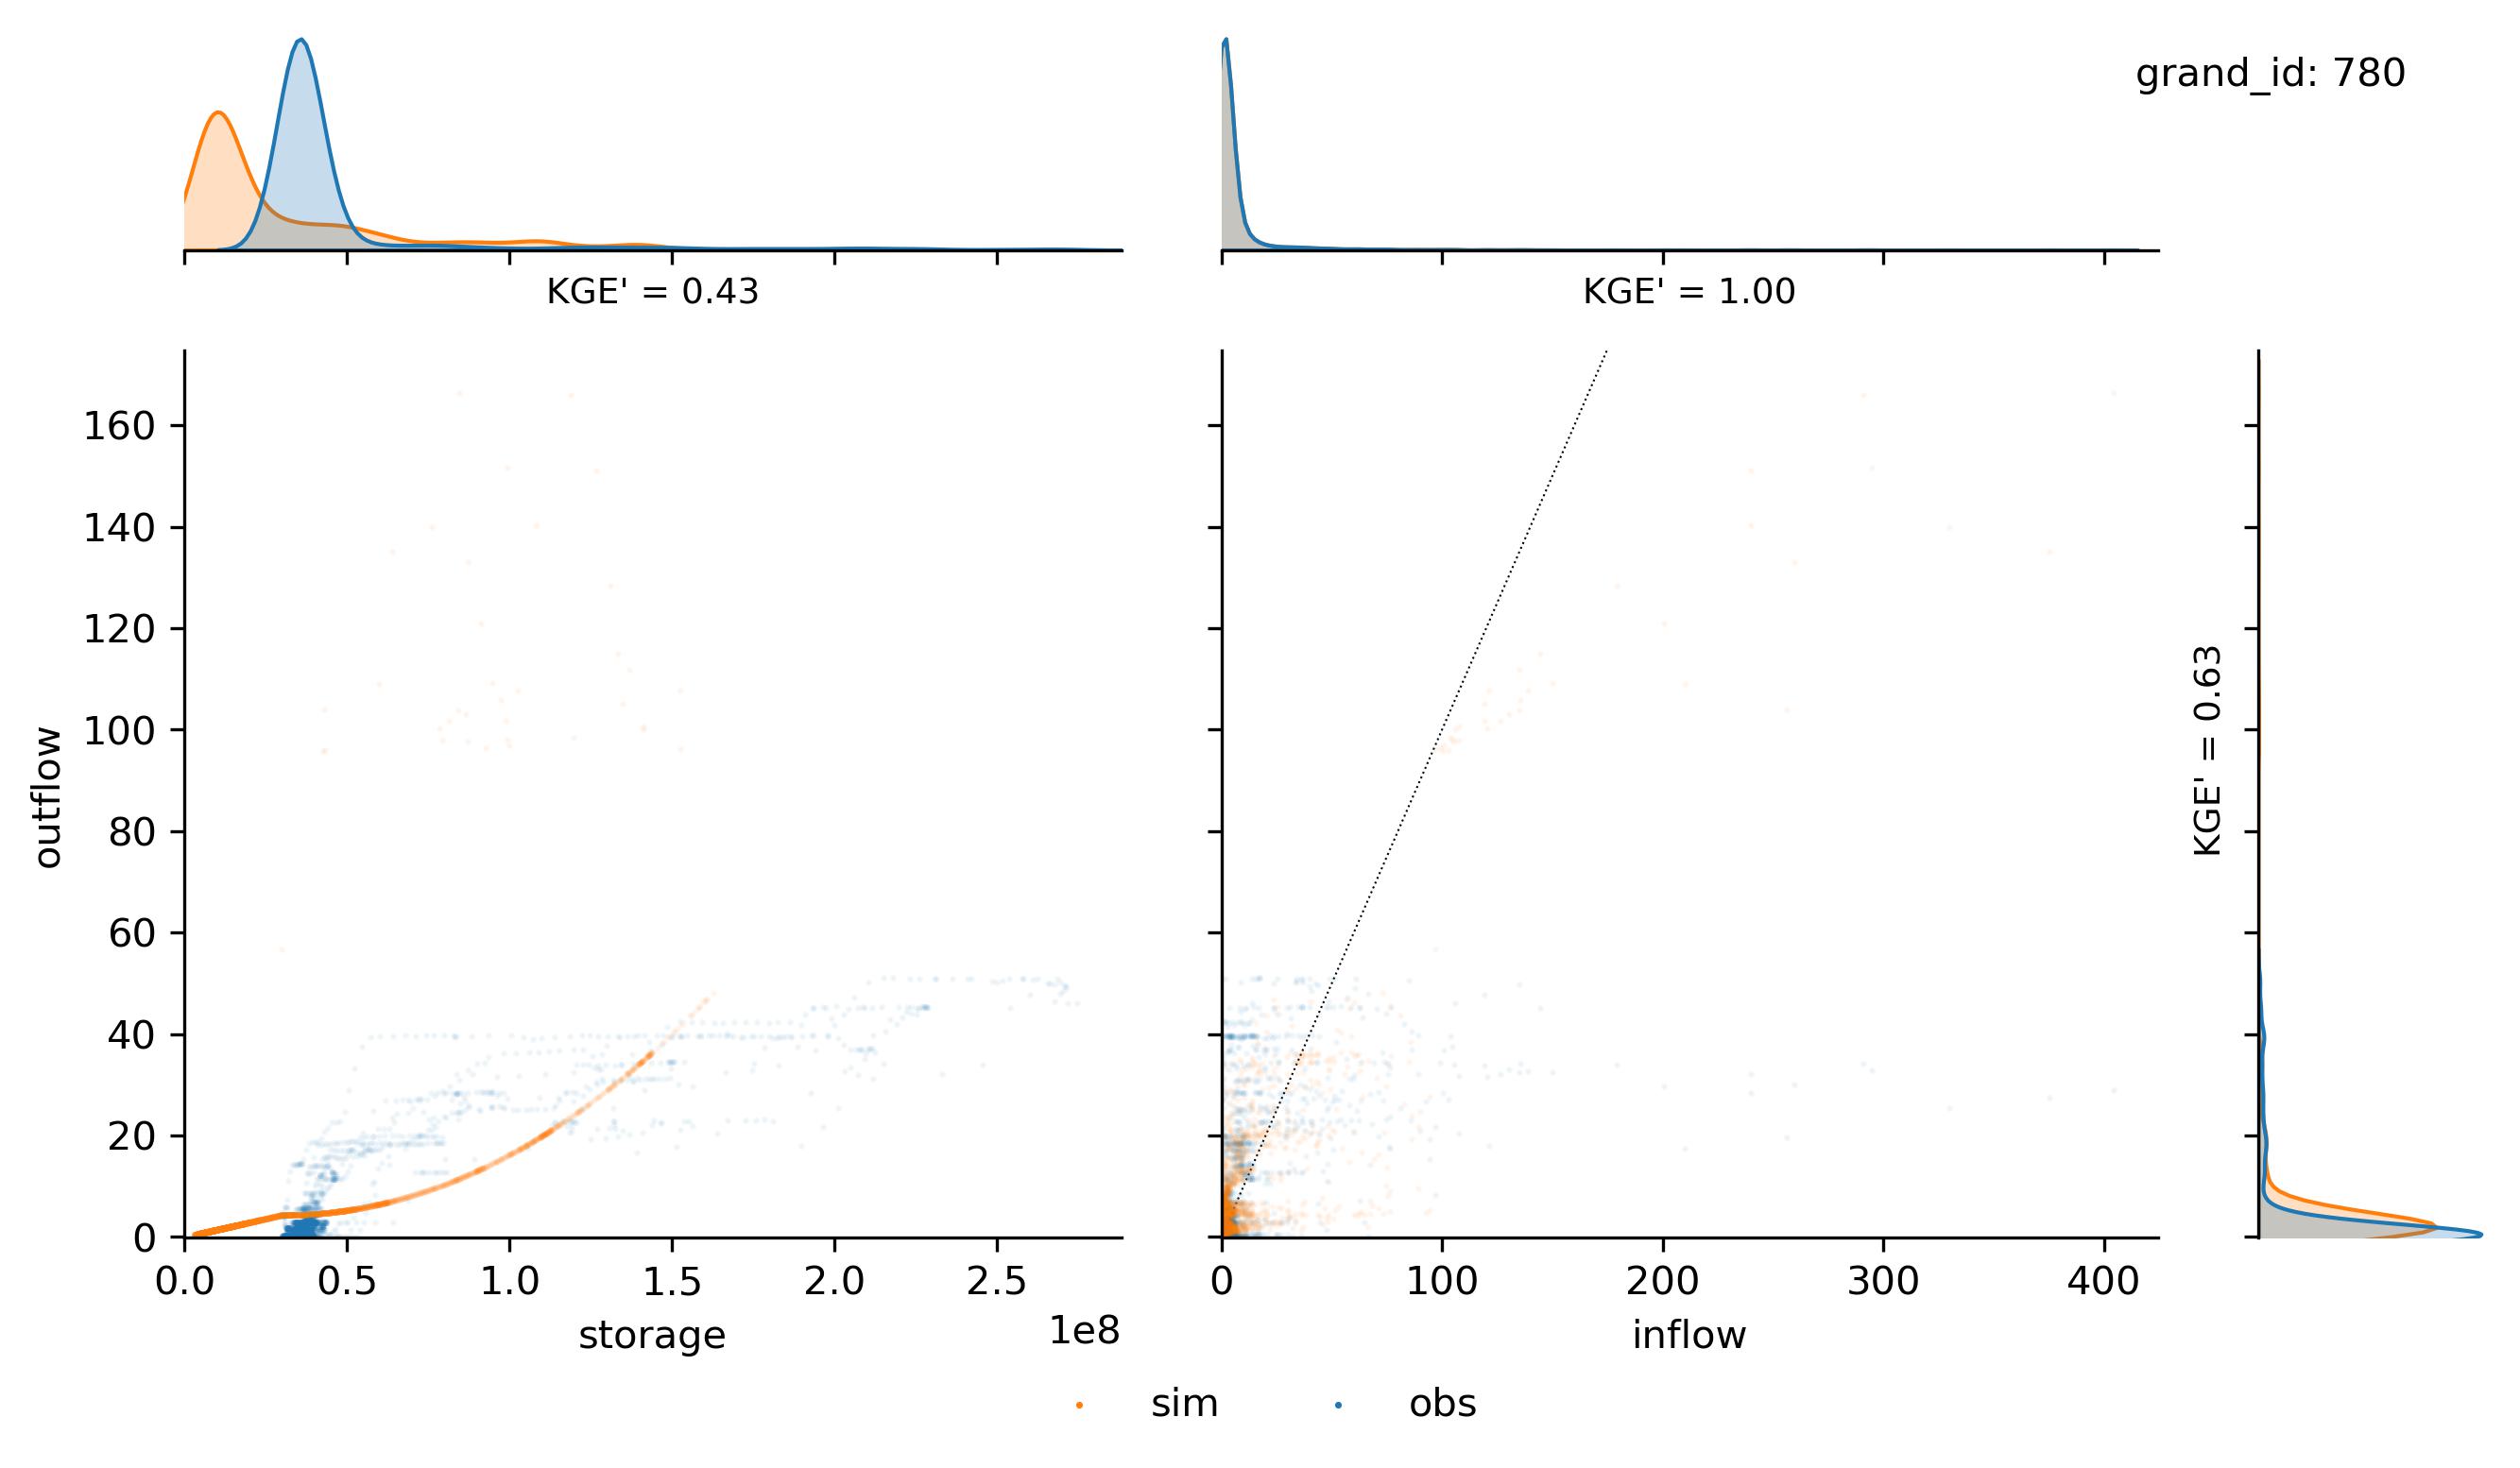 grand_id: 780
KGE' = 0.43
KGE' = 1.00
outflow
160
140
120
100
80
60
40
20
0
KGE' = 0.63
0.0 0.5 1.0 1.5 2.0 2.5
0 100 200 300 400
storage
1e8
inflow
sim obs